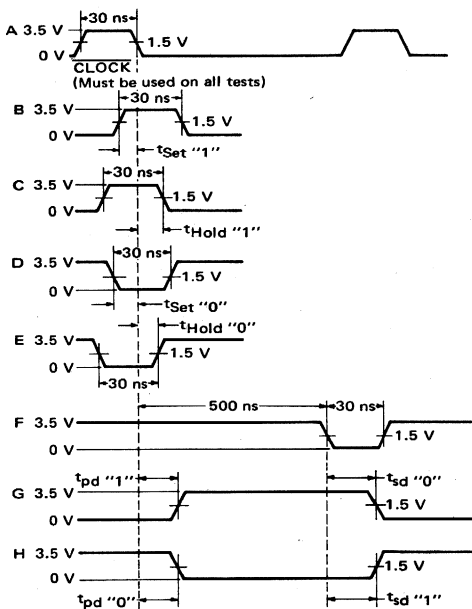 30 ns
A 3.5 V
1.5 V
0 V
CLOCK
(Must be used on all tests)
30 ns
B
3.5 V
1.5 V
0 V
tSet "1"
C
30 ns
3.5 V
1.5 V
0 V
tHold "1"
D
30 ns
3.5 V
1.5 V
0 V
tSet "0"
tHold "0"
E 3.5 V
1.5 V
0 V
30 ns
500 ns
30 ns
F 3.5 V
1.5 V
0 V
tpd "1"
tsd "0"
G
3.5 V
1.5 V
0 V
H 3.5 V
1.5 V
0 V
tpd "0"
tsd "1"